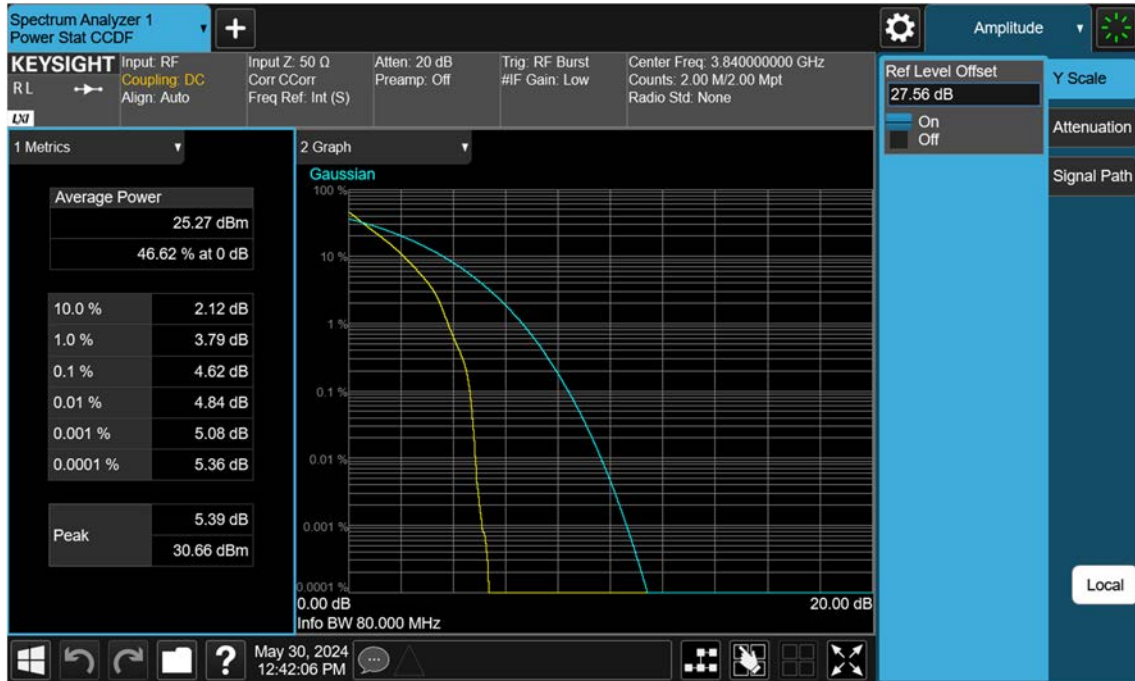 Spectrum Analyzer 1
Power Stat CCDF
+
Amplitude
KEYSIGHT
R L
LXI
Input: RF
Coupling: DC
Align: Auto
Input Z: 50 Ω
Corr CCorr
Freq Ref: Int (S)
Atten: 20 dB
Preamp: Off
Trig: RF Burst
#IF Gain: Low
Center Freq: 3.840000000 GHz
Counts: 2.00 M/2.00 Mpt
Radio Std: None
Ref Level Offset
27.56 dB
On
Off
Y Scale
Attenuation
Signal Path
1 Metrics
Average Power
25.27 dBm
46.62 % at 0 dB
10.0 % 2.12 dB
1.0 % 3.79 dB
0.1 % 4.62 dB
0.01 % 4.84 dB
0.001 % 5.08 dB
0.0001 % 5.36 dB
Peak
5.39 dB
30.66 dBm
2 Graph
Gaussian
100 %
10 %
1 %
0.1 %
0.01 %
0.001 %
0.0001 %
0.00 dB 20.00 dB
Info BW 80.000 MHz
Local
?
May 30, 2024
12:42:06 PM